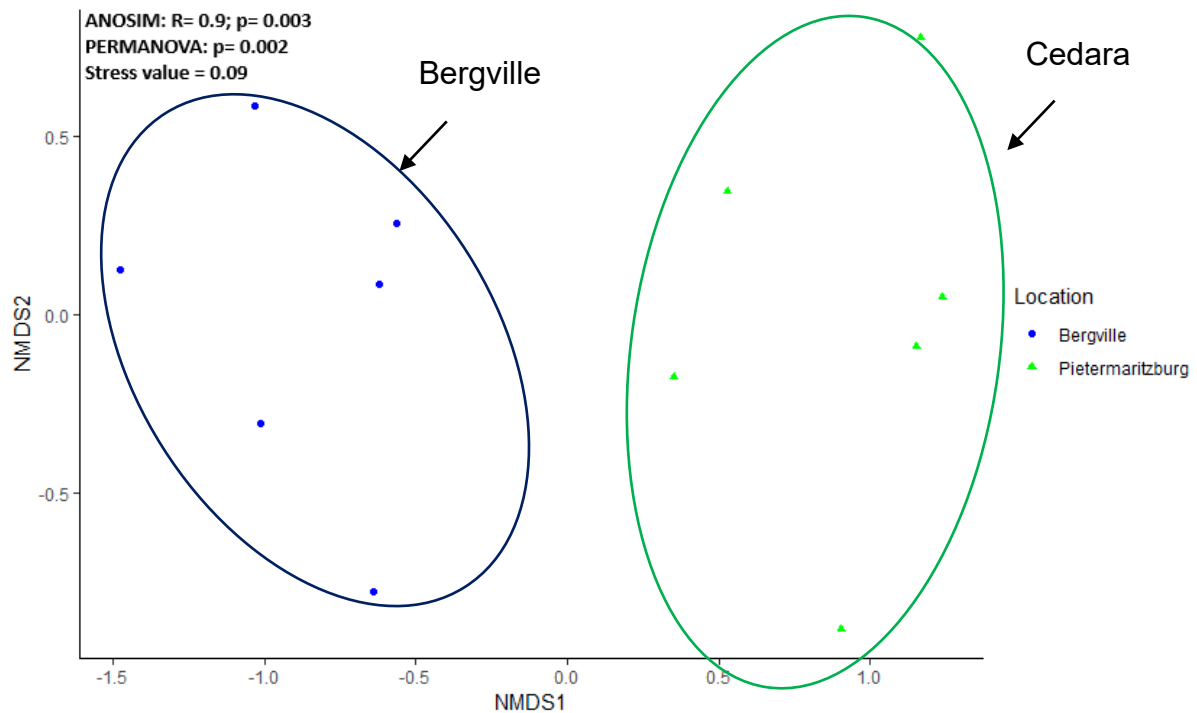 ANOSIM: R= 0.9; p= 0.003
PERMANOVA: p= 0.002
Stress value = 0.09
Bergville
Cedara
0.5
0.0
-0.5
NMDS2
-1.5
-1.0
-0.5
0.0
0.5
1.0
NMDS1
Location
Bergville
Pietermaritzburg